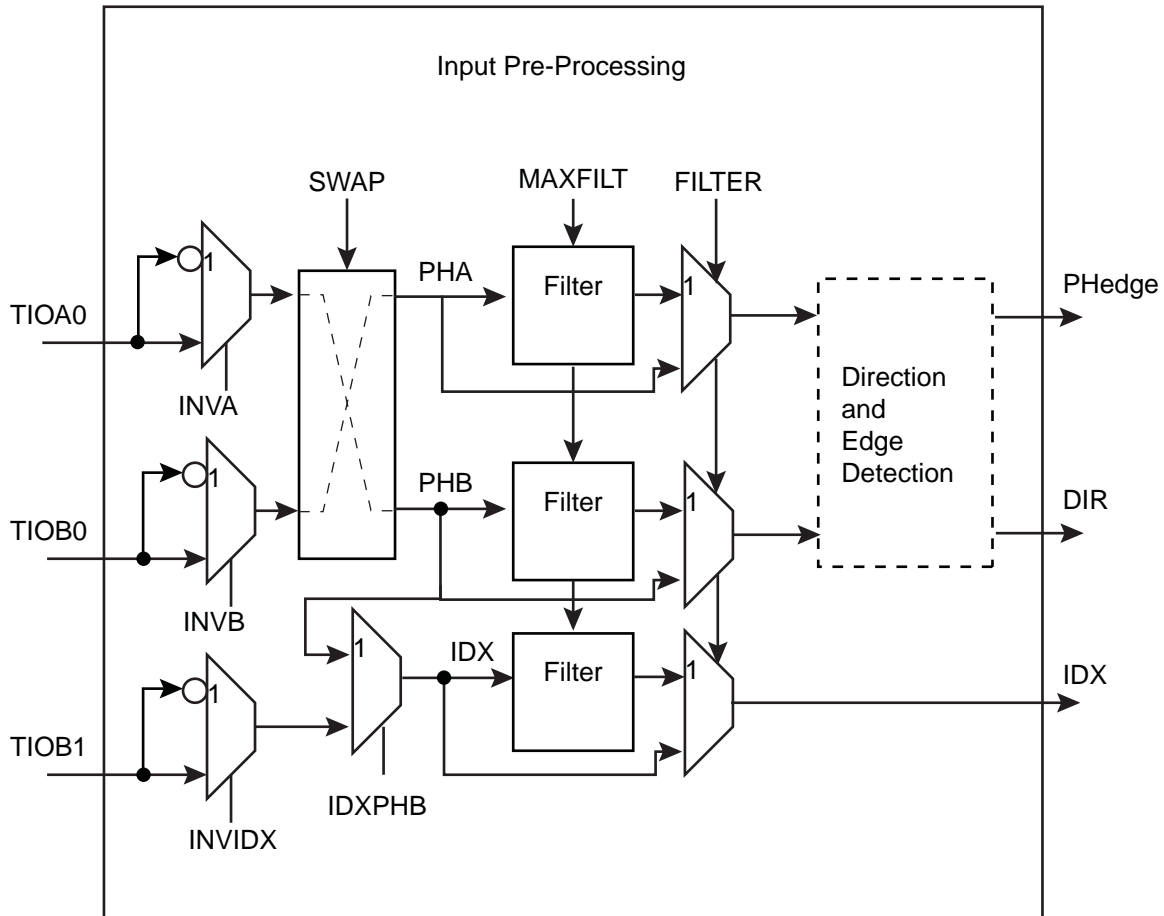 Input Pre-Processing
SWAP
MAXFILT
FILTER
1
PHA
Filter
1
PHedge
TIOA0
Direction
and
Edge
Detection
INVA
1
PHB
Filter
1
DIR
TIOB0
INVB
1
IDX
Filter
1
IDX
1
TIOB1
IDXPHB
INVIDX